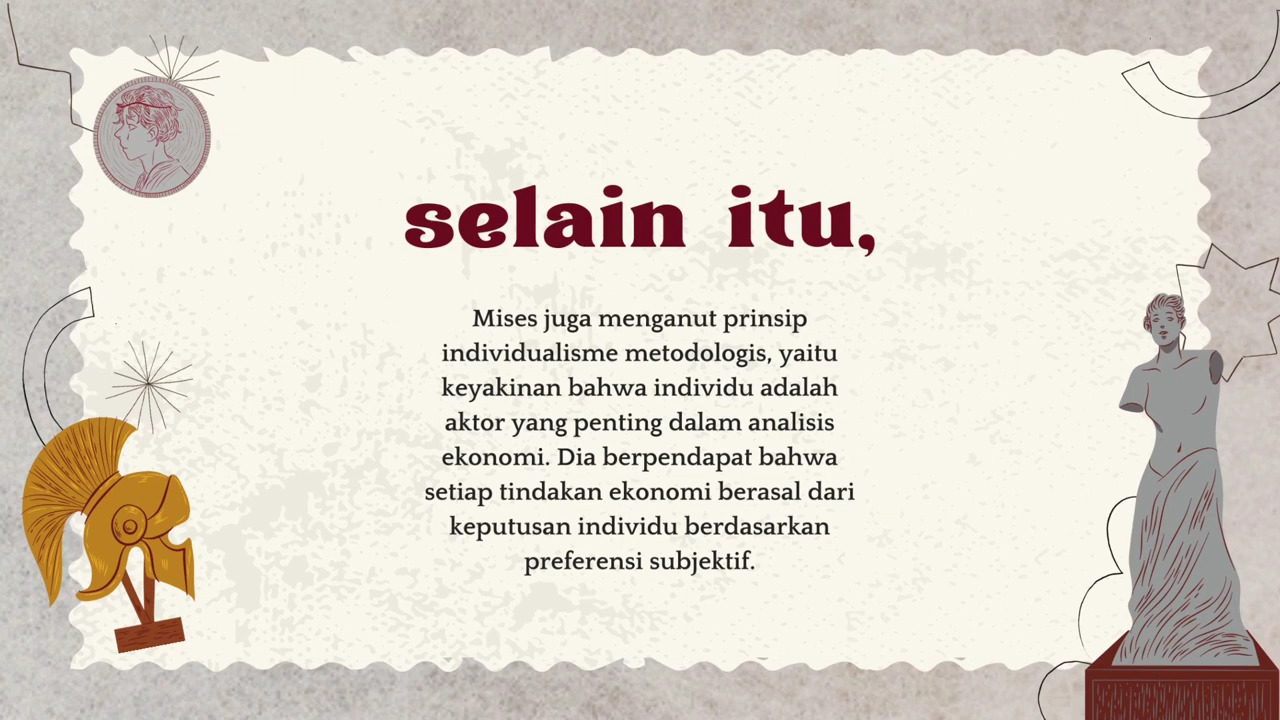 selain itu,
Mises juga menganut prinsip
individualisme metodologis, yaitu
keyakinan bahwa individu adalah
aktor yang penting dalam analisis
ekonomi. Dia berpendapat bahwa
setiap tindakan ekonomi berasal dari
keputusan individu berdasarkan
preferensi subjektif.